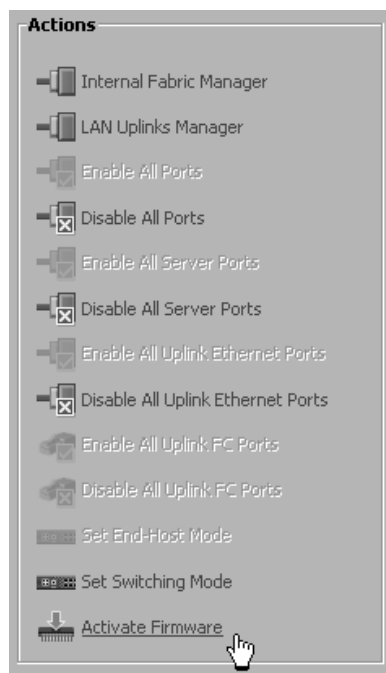 Actions
Internal Fabric Manager
LAN Uplinks Manager
Enable All Ports
Disable All Ports
Enable All Server Ports
Disable All Server Ports
Enable All Uplink Ethernet Ports
Disable All Uplink Ethernet Ports
Enable All Uplink FC Ports
Disable All Uplink FC Ports
Set End-Host Mode
Set Switching Mode
Activate Firmware